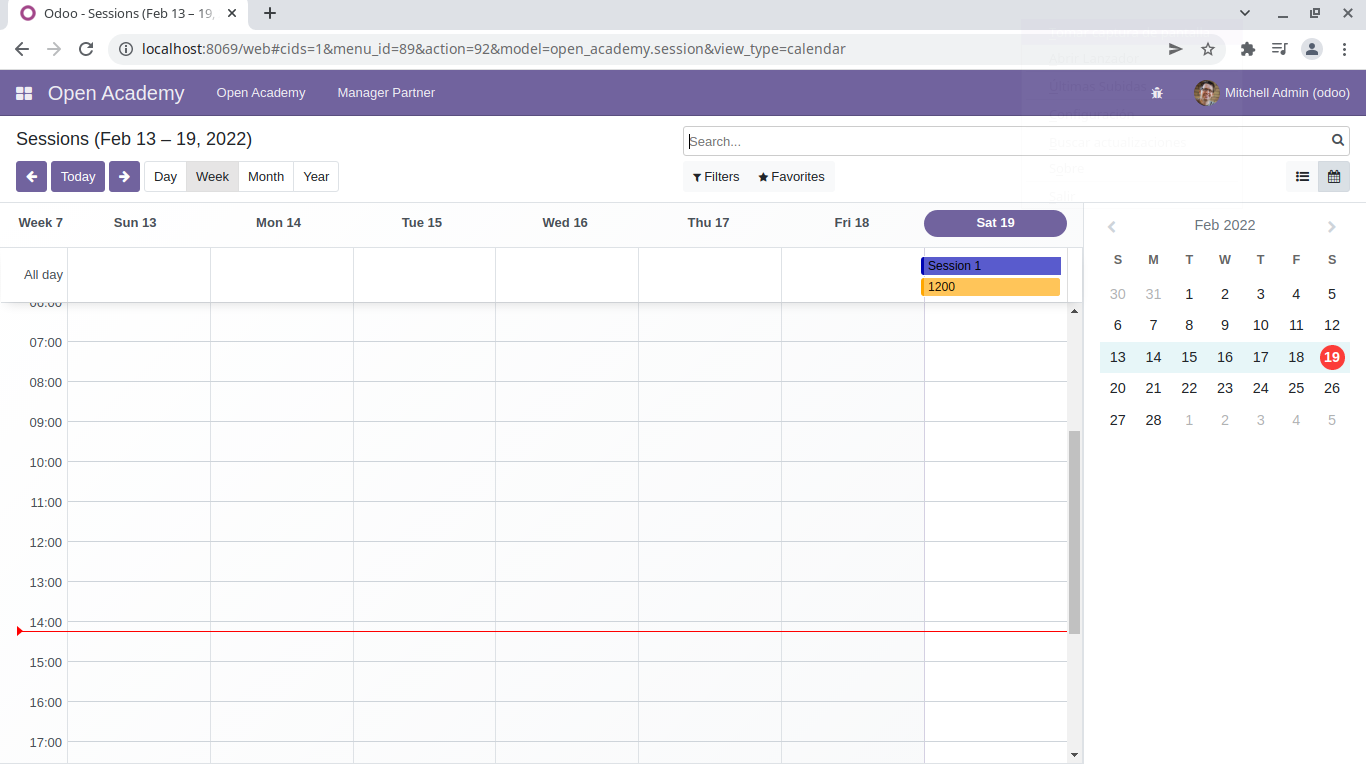 Odoo - Sessions (Feb 13 – 19,
localhost:8069/web#cids=1&menu_id=89&action=92&model=open_academy.session&view_type=calendar
Open Academy Open Academy Manager Partner Mitchell Admin (odoo)
Sessions (Feb 13 – 19, 2022)
Search...
Today Day Week Month Year Filters Favorites
Week 7 Sun 13 Mon 14 Tue 15 Wed 16 Thu 17 Fri 18 Sat 19
All day
Session 1
1200
06:00
07:00
08:00
09:00
10:00
11:00
12:00
13:00
14:00
15:00
16:00
17:00
Feb 2022
S M T W T F S
30 31 1 2 3 4 5
6 7 8 9 10 11 12
13 14 15 16 17 18 19
20 21 22 23 24 25 26
27 28 1 2 3 4 5